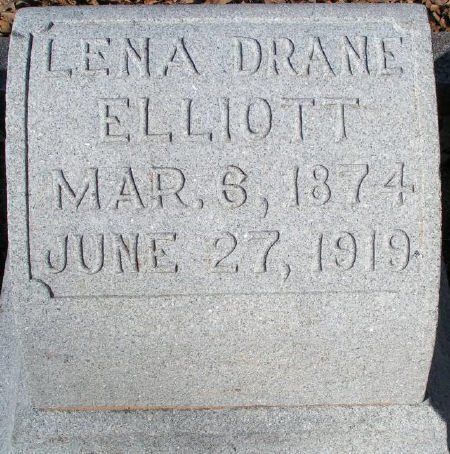 LENA DRANE
ELLIOTT
MAR. 6, 1874
JUNE 27, 1919.